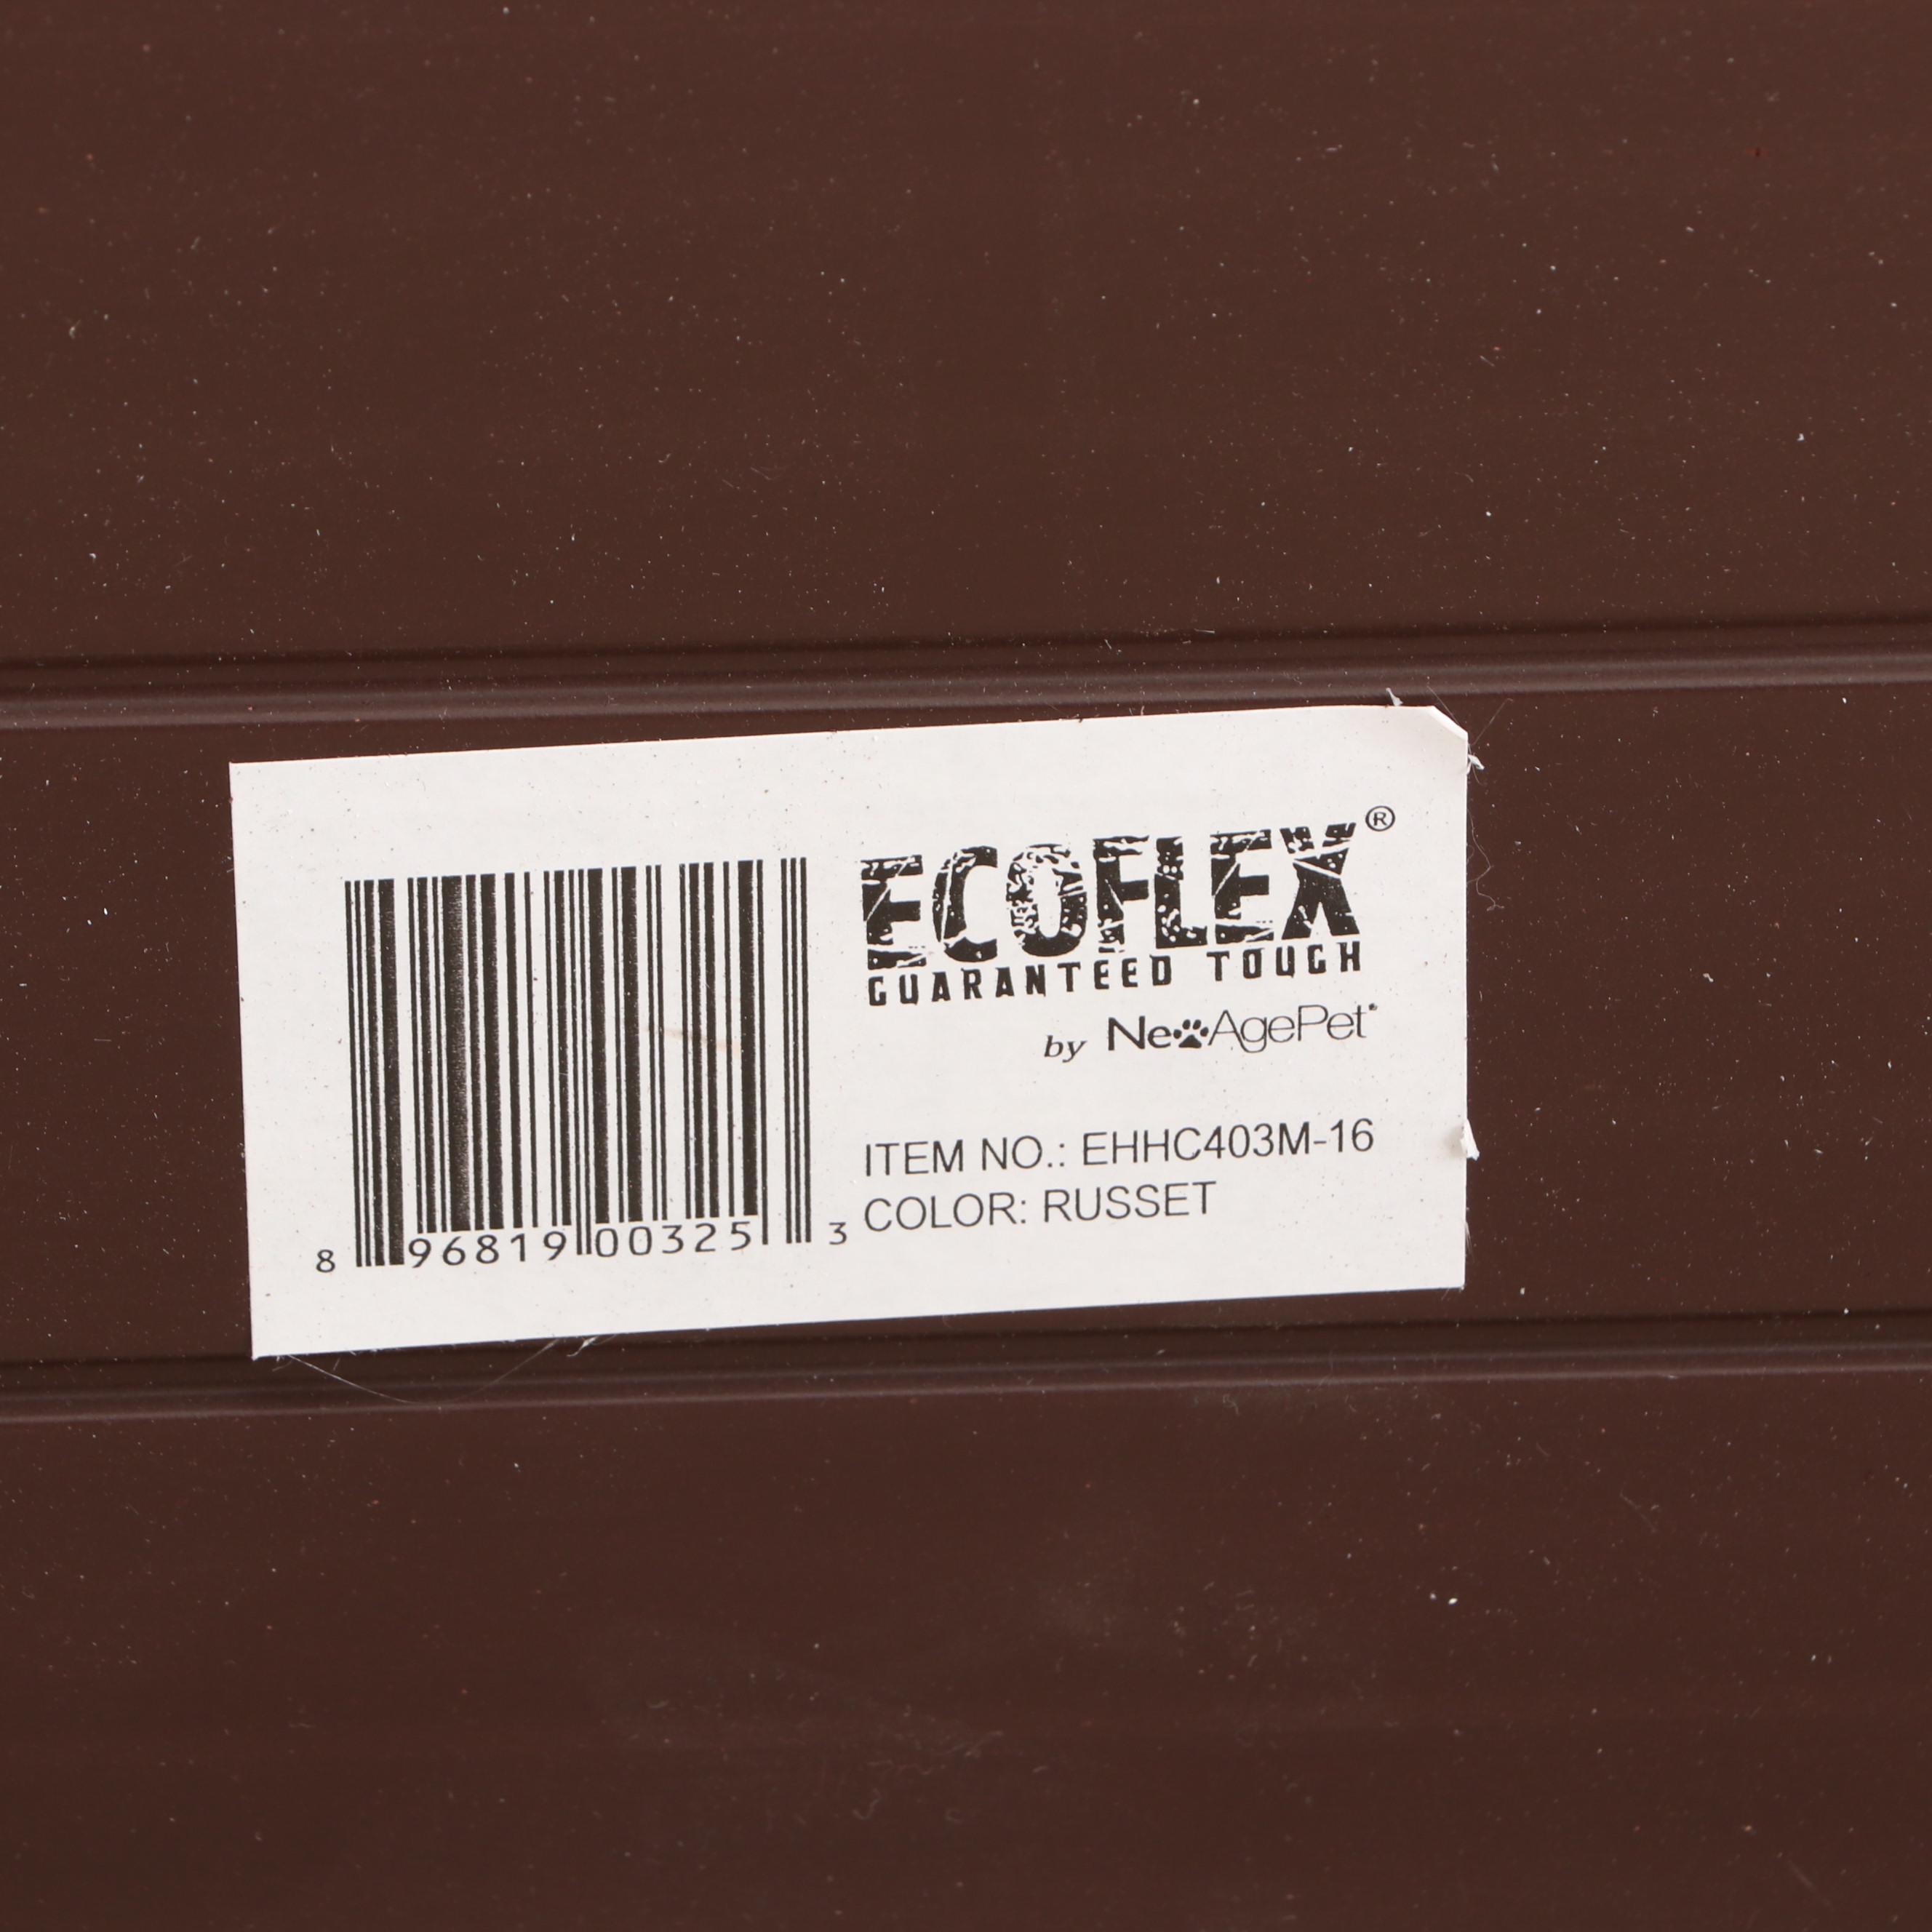 ECOFLEX®
GUARANTEED TOUGH
by NewAgePet®
ITEM NO.: EHHC403M-16
COLOR: RUSSET
8 96819 00325 3